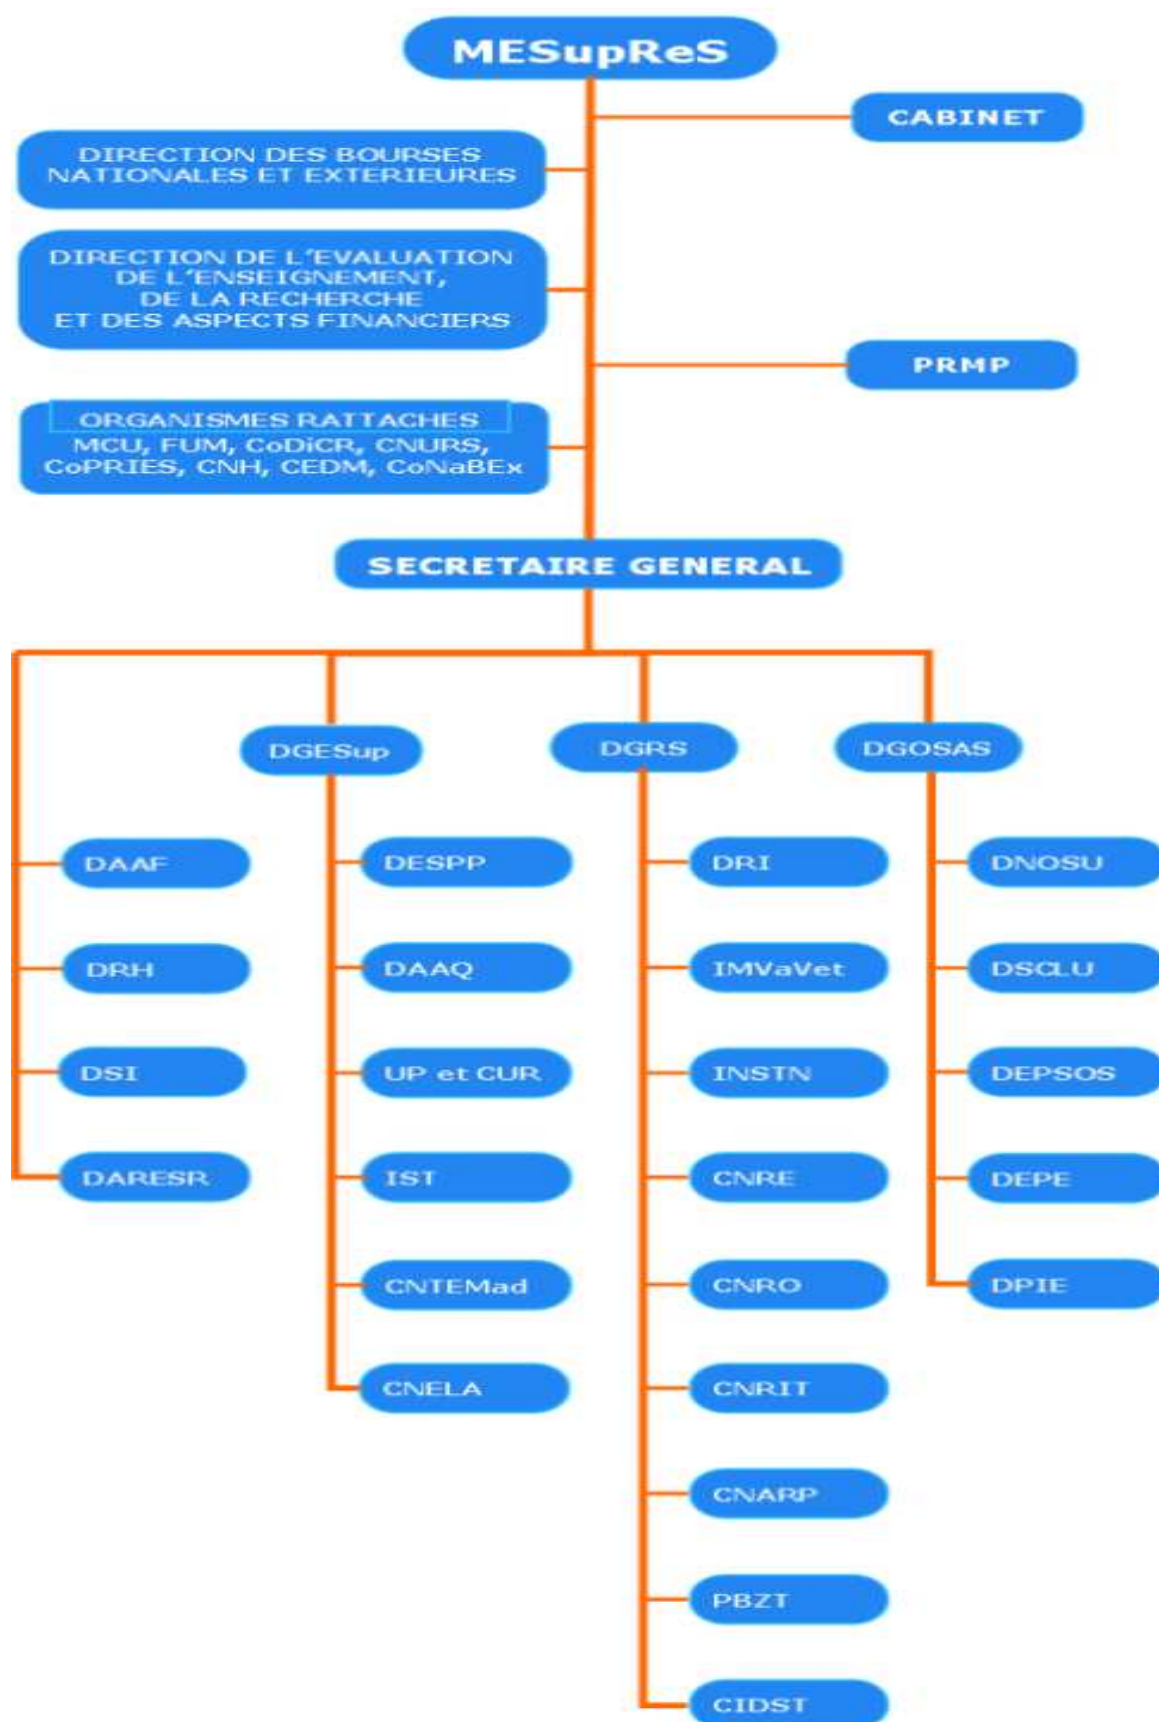 MESupReS
CABINET
DIRECTION DES BOURSES
NATIONALES ET EXTERIEURES
DIRECTION DE L'EVALUATION
DE L'ENSEIGNEMENT,
DE LA RECHERCHE
ET DES ASPECTS FINANCIERS
PRMP
ORGANISMES RATTACHES
MCU, FUM, CoDiCR, CNURS,
CoPRIES, CNH, CEDM, CoNaBEx
SECRETAIRE GENERAL
DGESup
DGRS
DGOSAS
DAAF
DRH
DSI
DARESR
DESPP
DAAQ
UP et CUR
IST
CNTEMad
CNELA
DRI
IMVaVet
INSTN
CNRE
CNRO
CNRIT
CNARP
PBZT
CIDST
DNOSU
DSCLU
DEPSOS
DEPE
DPIE